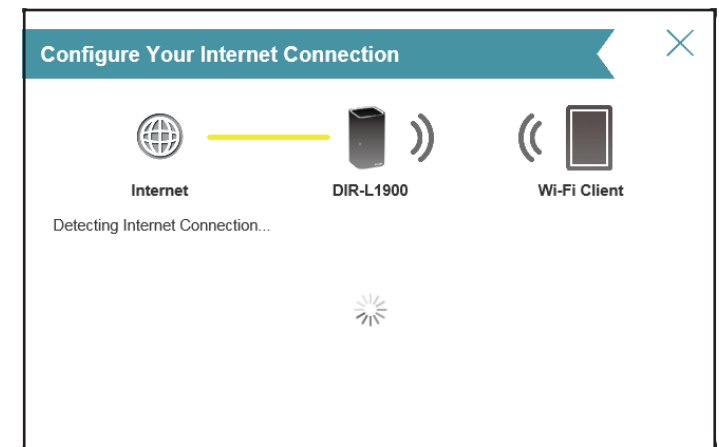 Configure Your Internet Connection
Internet
DIR-L1900
Wi-Fi Client
Detecting Internet Connection...